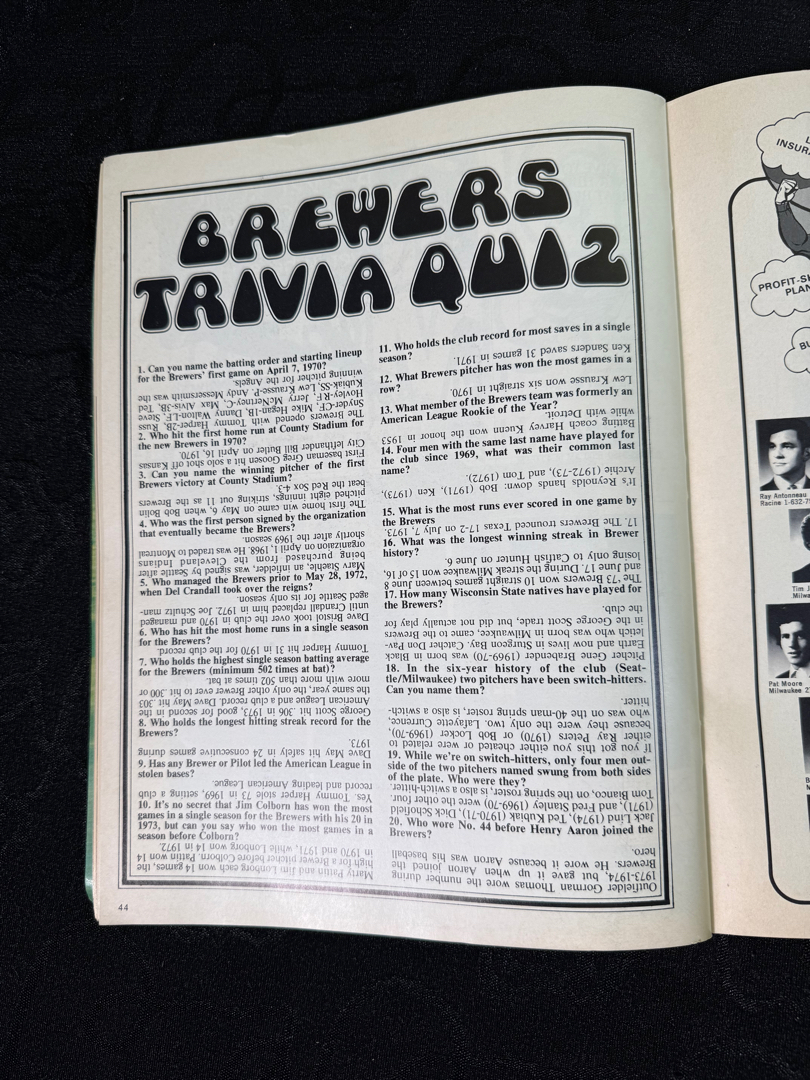 BREWERS
TRIVIA QUIZ
1. Can you name the batting order and starting lineup
for the Brewers' first game on April 7, 1970?
The Brewers opened with Tommy Harper-2B, Russ
Snyder-CF, Mike Hegan-1B, Danny Walton-LF, Steve
Hovley-RF, Jerry McNertney-C, Max Alvis-3B, Ted
Kubiak-SS, Lew Krausse-P. Andy Messersmith was the
winning pitcher for the Angels.
2. Who hit the first home run at County Stadium for
the new Brewers in 1970?
First baseman Greg Goosen hit a solo shot off Kansas
City lefthander Bill Butler on April 16, 1970.
3. Can you name the winning pitcher of the first
Brewers victory at County Stadium?
The first home win came on May 6, when Bob Bolin
pitched eight innings, striking out 11 as the Brewers
beat the Red Sox 4-3.
4. Who was the first person signed by the organization
that eventually became the Brewers?
Marv Stachle, an infielder, was signed by Seattle after
being purchased from the Cleveland Indians
organizaion on April 1, 1968. He was traded to Montreal
shortly after the 1969 season.
5. Who managed the Brewers prior to May 28, 1972,
when Del Crandall took over the reigns?
Dave Bristol took over the club in 1970 and managed
until Crandall replaced him in 1972. Joe Schultz man-
aged Seattle for its only season.
6. Who has hit the most home runs in a single season
for the Brewers?
Tommy Harper hit 31 in 1970 for the club record.
7. Who holds the highest single season batting average
for the Brewers (minimum 502 times at bat)?
George Scott hit .306 in 1973, good for second in the
American League and a club record. Dave May hit .303
the same year, the only other Brewer ever to hit .300 or
more with more than 502 times at bat.
8. Who holds the longest hitting streak record for the
Brewers?
Dave May hit safely in 24 consecutive games during
1973.
9. Has any Brewer or Pilot led the American League in
stolen bases?
Yes. Tommy Harper stole 73 in 1969, setting a club
record and leading American League.
10. It's no secret that Jim Colborn has won the most
games in a single season for the Brewers with his 20 in
1973, but can you say who won the most games in a
season before Colborn?
Marty Pattin and Jim Lonborg each won 14 games, the
high for a Brewer pitcher before Colborn. Pattin won 14
in 1970 and 1971, while Lonborg won 14 in 1972.
11. Who holds the club record for most saves in a single
season?
Ken Sanders saved 31 games in 1971.
12. What Brewers pitcher has won the most games in a
row?
Lew Krausse won six straight in 1970.
13. What member of the Brewers team was formerly an
American League Rookie of the Year?
Batting coach Harvey Kuenn won the honor in 1953
while with Detroit.
14. Four men with the same last name have played for
the club since 1969, what was their common last
name?
It's Reynolds hands down: Bob (1971), Ken (1973),
Archie (1972-73), and Tom (1972).
15. What is the most runs ever scored in one game by
the Brewers
17. The Brewers trounced Texas 17-2 on July 7, 1973.
16. What was the longest winning streak in Brewer
history?
The '73 Brewers won 10 straight games between June 8
and June 17. During the streak Milwaukee won 15 of 16,
losing only to Catfish Hunter on June 6.
17. How many Wisconsin State natives have played for
the Brewers?
Pitcher Gene Brabender (1969-70) was born in Black
Earth and now lives in Sturgeon Bay. Catcher Don Pav-
letich who was born in Milwaukee, came to the Brewers
in the George Scott trade, but did not actually play for
the club.
18. In the six-year history of the club (Seat-
tle/Milwaukee) two pitchers have been switch-hitters.
Can you name them?
If you got this you either cheated or were related to
either Ray Peters (1970) or Bob Locker (1969-70),
because they were the only two. Lafayette Currence,
who was on the 40-man spring roster, is also a switch-
hitter.
19. While we're on switch-hitters, only four men out-
side of the two pitchers named swung from both sides
of the plate. Who were they?
Jack Lind (1974), Ted Kubiak (1970-71), Dick Schofield
(1971), and Fred Stanley (1969-70) were the other four.
Tom Bianco, on the spring roster, is also a switch-hitter.
20. Who wore No. 44 before Henry Aaron joined the
Brewers?
Outfielder Gorman Thomas wore the number during
1973-1974, but gave it up when Aaron joined the
Brewers. He wore it because Aaron was his baseball
hero.
44
INSURA
PROFIT-SH
PLAN
BU
Ray Antonneau
Racine 1-632-7
Tim J
Milwa
Pat Moore
Milwaukee 2